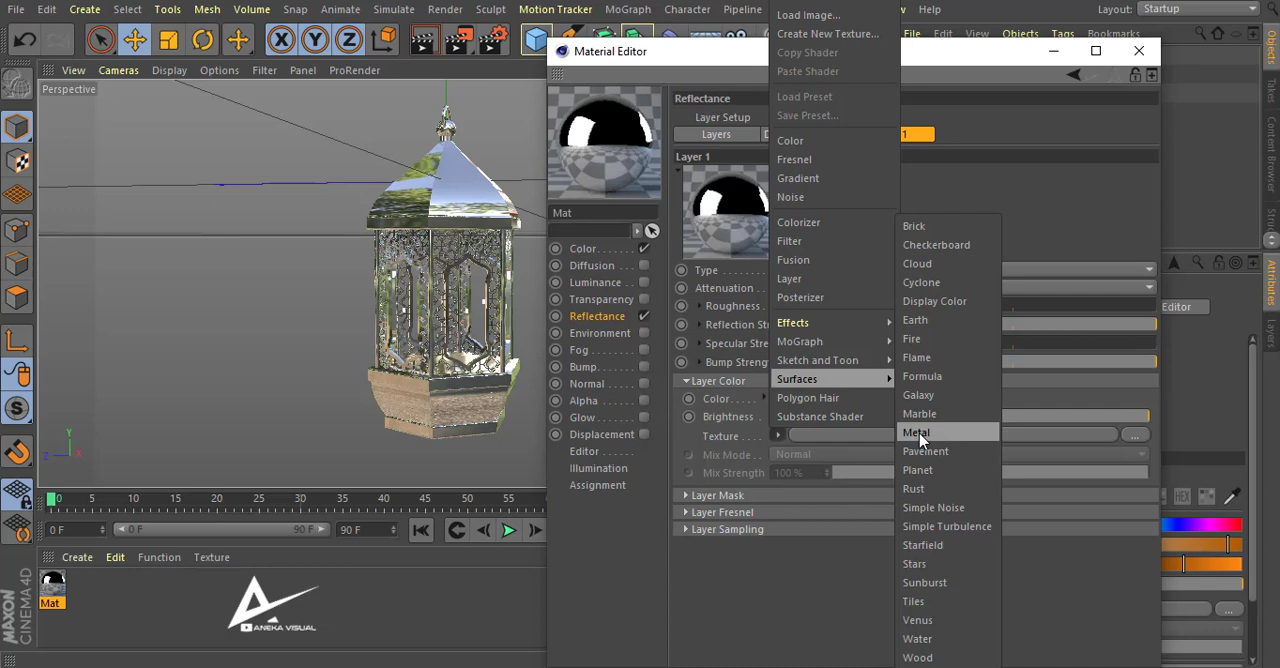 File Edit Create Select Tools Mesh Volume Snap Animate Simulate Render Sculpt Motion Tracker MoGraph Character Pipeline Help Layout: Startup
X Y Z
File Edit View Objects Tags Bookmarks
View Cameras Display Options Filter Panel ProRender
Perspective
Y
Z X
Material Editor
Mat
Color
Diffusion
Luminance
Transparency
Reflectance
Environment
Fog
Bump
Normal
Alpha
Glow
Displacement
Editor
Illumination
Assignment
Reflectance
Layer Setup
Layers
1
Layer 1
Type
Attenuation
Roughness
Reflection
Specular Stre
Bump Streng
Layer Color
Color
Brightness
Texture
Mix Mode Normal
Mix Strength 100 %
Layer Mask
Layer Fresnel
Layer Sampling
Load Image...
Create New Texture...
Copy Shader
Paste Shader
Load Preset
Save Preset...
Color
Fresnel
Gradient
Noise
Colorizer
Filter
Fusion
Layer
Posterizer
Effects
MoGraph
Sketch and Toon
Surfaces
Polygon Hair
Substance Shader
Brick
Checkerboard
Cloud
Cyclone
Display Color
Earth
Fire
Flame
Formula
Galaxy
Marble
Metal
Pavement
Planet
Rust
Simple Noise
Simple Turbulence
Starfield
Stars
Sunburst
Tiles
Venus
Water
Wood
Objects
Takes
Content Browser
Attributes
Layers
Editor
HEX
0 5 10 15 20 25 30 35 40 45 50 55
0 F 0 F 90 F 90 F
Create Edit Function Texture
Mat
ANEKA VISUAL
MAXON
CINEMA 4D